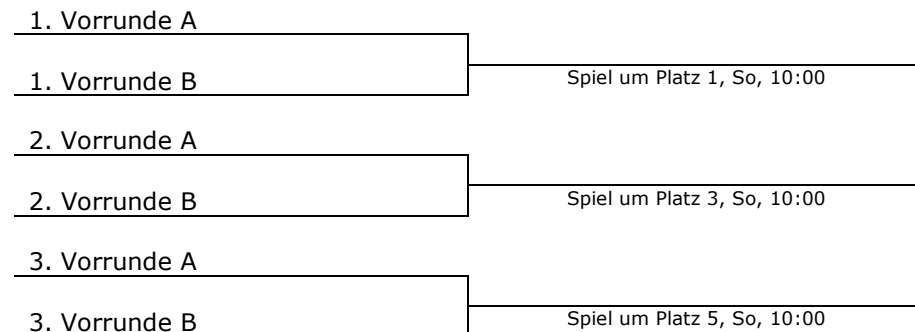 1. Vorrunde A
1. Vorrunde B
Spiel um Platz 1, So, 10:00
2. Vorrunde A
2. Vorrunde B
Spiel um Platz 3, So, 10:00
3. Vorrunde A
3. Vorrunde B
Spiel um Platz 5, So, 10:00